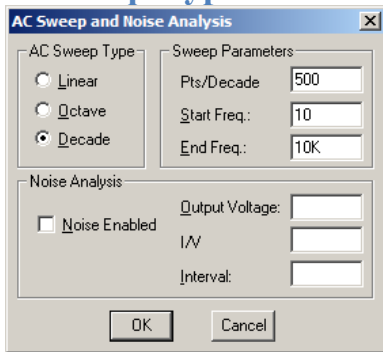 AC Sweep and Noise Analysis
AC Sweep Type
Linear
Octave
Decade
Sweep Parameters
Pts/Decade 500
Start Freq.: 10
End Freq.: 10K
Noise Analysis
Noise Enabled
Output Voltage:
I/V
Interval:
OK Cancel